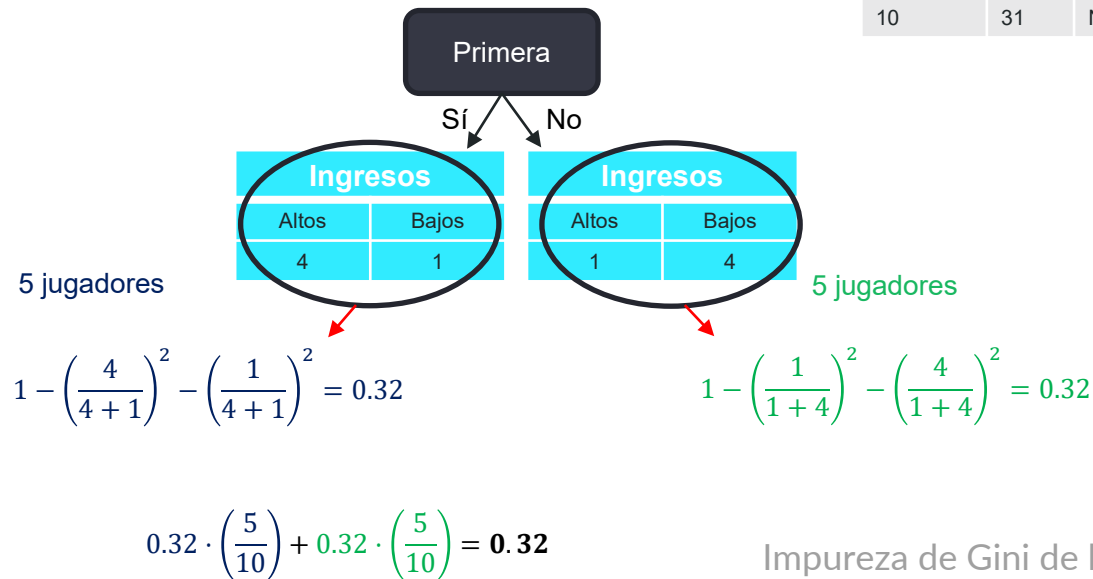 10 31
Primera
Sí No
Ingresos Ingresos
Altos Bajos Altos Bajos
4 1 1 4
5 jugadores 5 jugadores
1 − (4/(4 + 1))² − (1/(4 + 1))² = 0.32
1 − (1/(1 + 4))² − (4/(1 + 4))² = 0.32
0.32 · (5/10) + 0.32 · (5/10) = 0.32
Impureza de Gini de